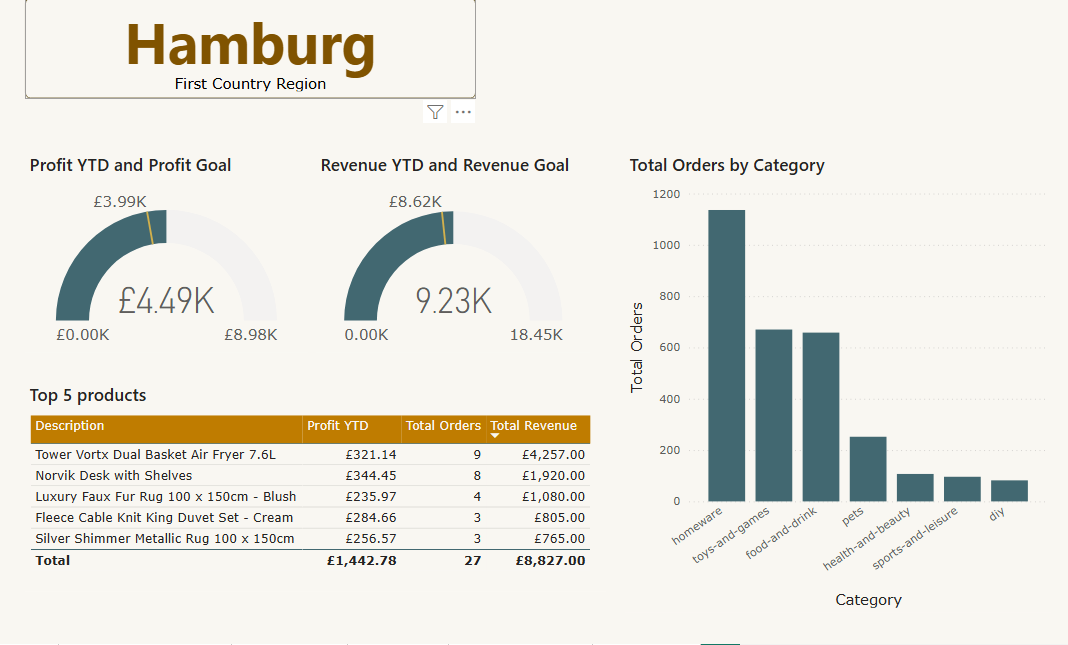 Hamburg
First Country Region
Profit YTD and Profit Goal
£3.99K
£4.49K
£0.00K £8.98K
Revenue YTD and Revenue Goal
£8.62K
9.23K
0.00K 18.45K
Total Orders by Category
Total Orders
1200
1000
800
600
400
200
0
homeware
toys-and-games
food-and-drink
pets
health-and-beauty
sports-and-leisure
diy
Category
Top 5 products
Description Profit YTD Total Orders Total Revenue
Tower Vortx Dual Basket Air Fryer 7.6L £321.14 9 £4,257.00
Norvik Desk with Shelves £344.45 8 £1,920.00
Luxury Faux Fur Rug 100 x 150cm - Blush £235.97 4 £1,080.00
Fleece Cable Knit King Duvet Set - Cream £284.66 3 £805.00
Silver Shimmer Metallic Rug 100 x 150cm £256.57 3 £765.00
Total £1,442.78 27 £8,827.00